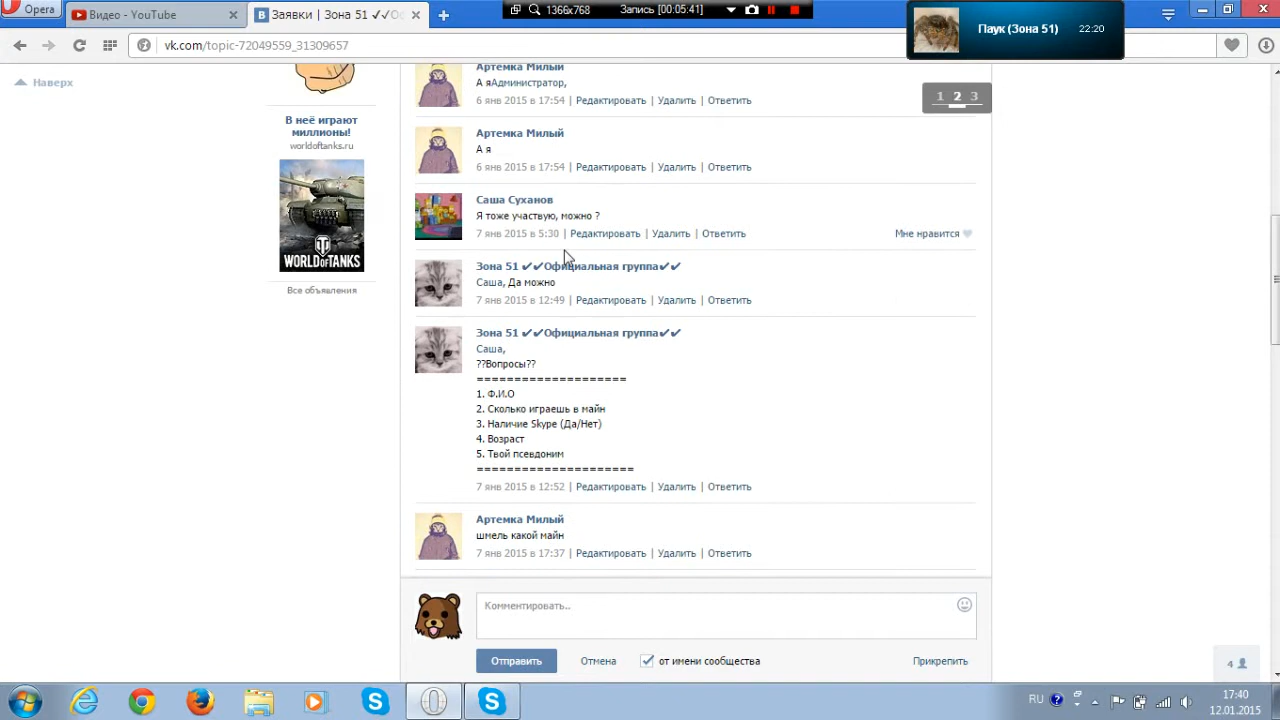 Opera
Видео - YouTube
Заявки | Зона 51 ✔✔Оф
1366x768
Запись [00:05:41]
Паук (Зона 51)
22:20
vk.com/topic-72049559_31309657
Наверх
В неё играют
миллионы!
worldoftanks.ru
WORLD OF TANKS
Все объявления
1 2 3
Артемка Милый
А яАдминистратор,
6 янв 2015 в 17:54 | Редактировать | Удалить | Ответить
Артемка Милый
А я
6 янв 2015 в 17:54 | Редактировать | Удалить | Ответить
Саша Суханов
Я тоже участвую, можно ?
7 янв 2015 в 5:30 | Редактировать | Удалить | Ответить
Мне нравится
Зона 51 ✔✔Официальная группа✔✔
Саша, Да можно
7 янв 2015 в 12:49 | Редактировать | Удалить | Ответить
Зона 51 ✔✔Официальная группа✔✔
Саша,
??Вопросы??
====================
1. Ф.И.О
2. Сколько играешь в майн
3. Наличие Skype (Да/Нет)
4. Возраст
5. Твой псевдоним
=====================
7 янв 2015 в 12:52 | Редактировать | Удалить | Ответить
Артемка Милый
шмель какой майн
7 янв 2015 в 17:37 | Редактировать | Удалить | Ответить
Комментировать..
Отправить
Отмена
от имени сообщества
Прикрепить
4
RU
17:40
12.01.2015